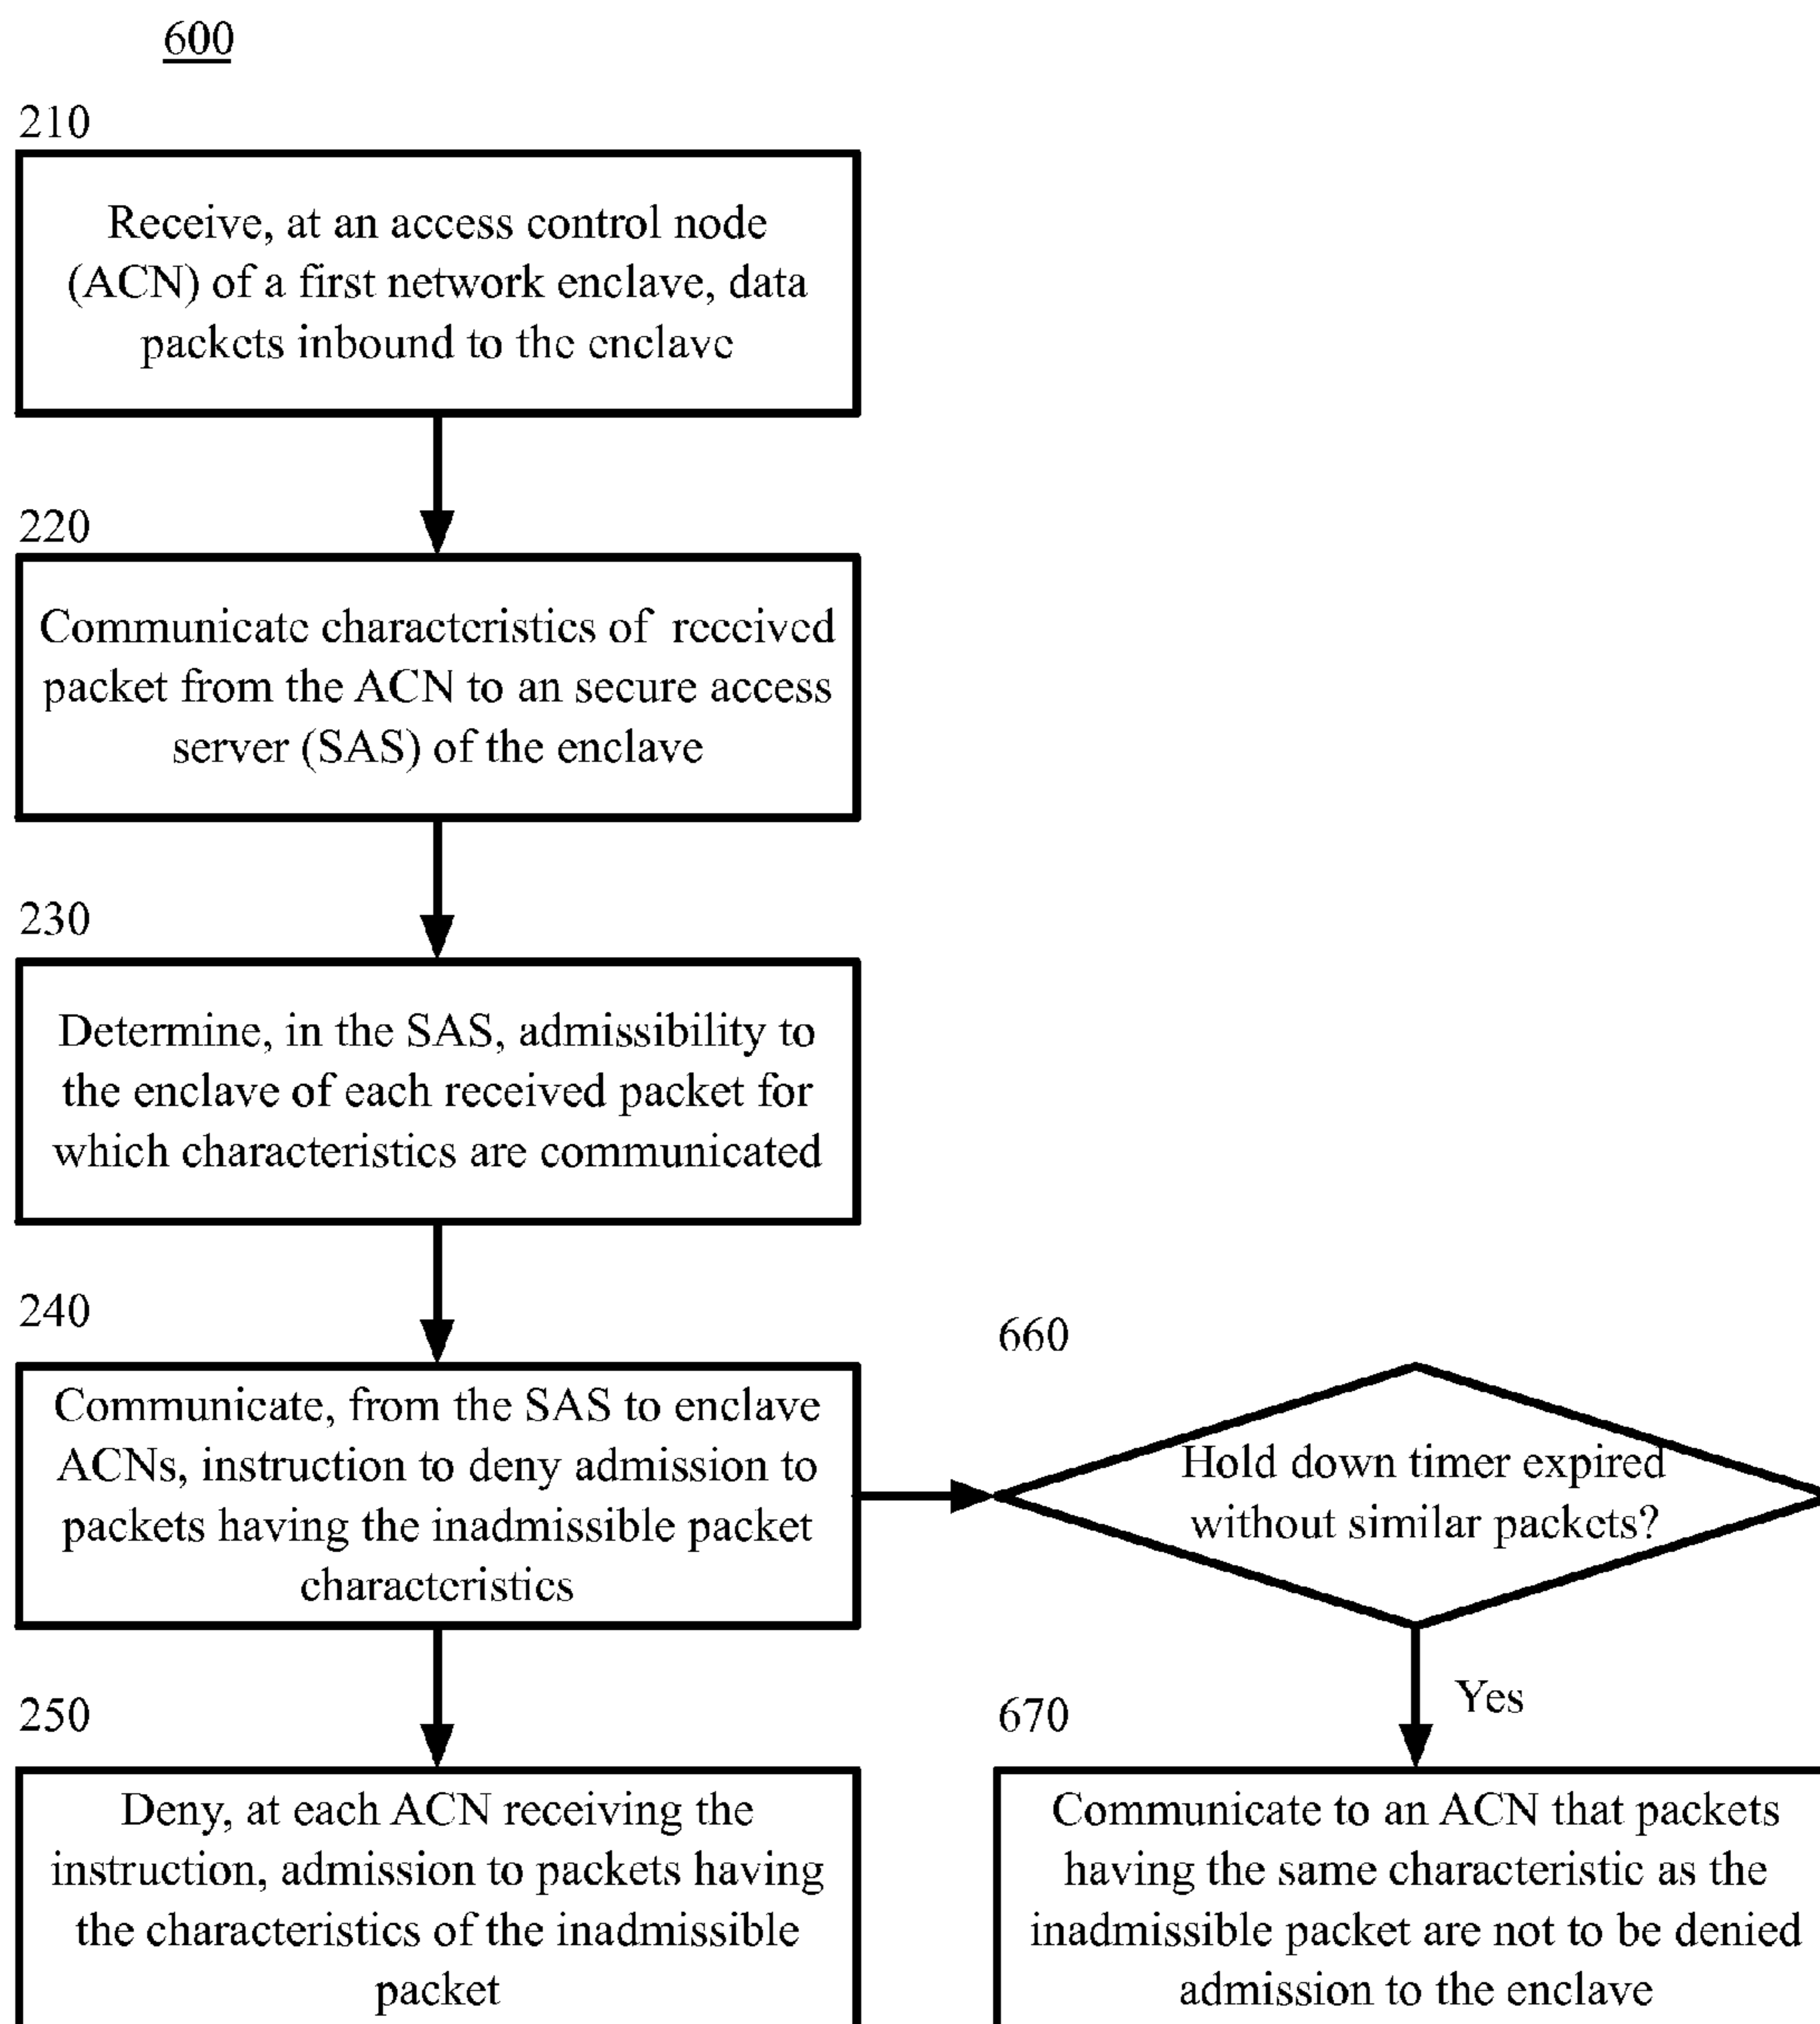 600
210
Receive, at an access control node
(ACN) of a first network enclave, data
packets inbound to the enclave
220
Communicate characteristics of received
packet from the ACN to an secure access
server (SAS) of the enclave
230
Determine, in the SAS, admissibility to
the enclave of each received packet for
which characteristics are communicated
240
Communicate, from the SAS to enclave
ACNs, instruction to deny admission to
packets having the inadmissible packet
characteristics
660
Hold down timer expired
without similar packets?
Yes
250
Deny, at each ACN receiving the
instruction, admission to packets having
the characteristics of the inadmissible
packet
670
Communicate to an ACN that packets
having the same characteristic as the
inadmissible packet are not to be denied
admission to the enclave